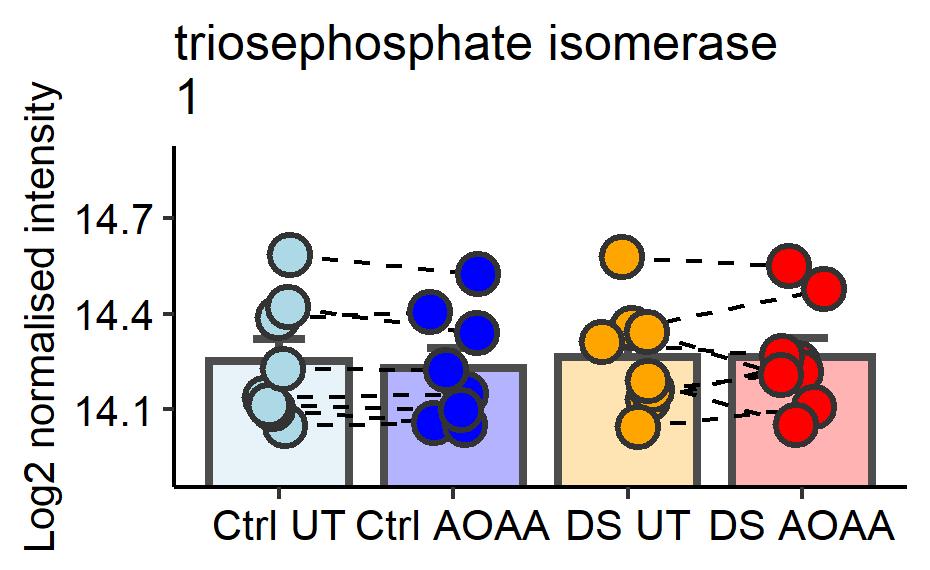 triosephosphate isomerase
1
Log2 normalised intensity
14.7
14.4
14.1
Ctrl UT Ctrl AOAA DS UT DS AOAA